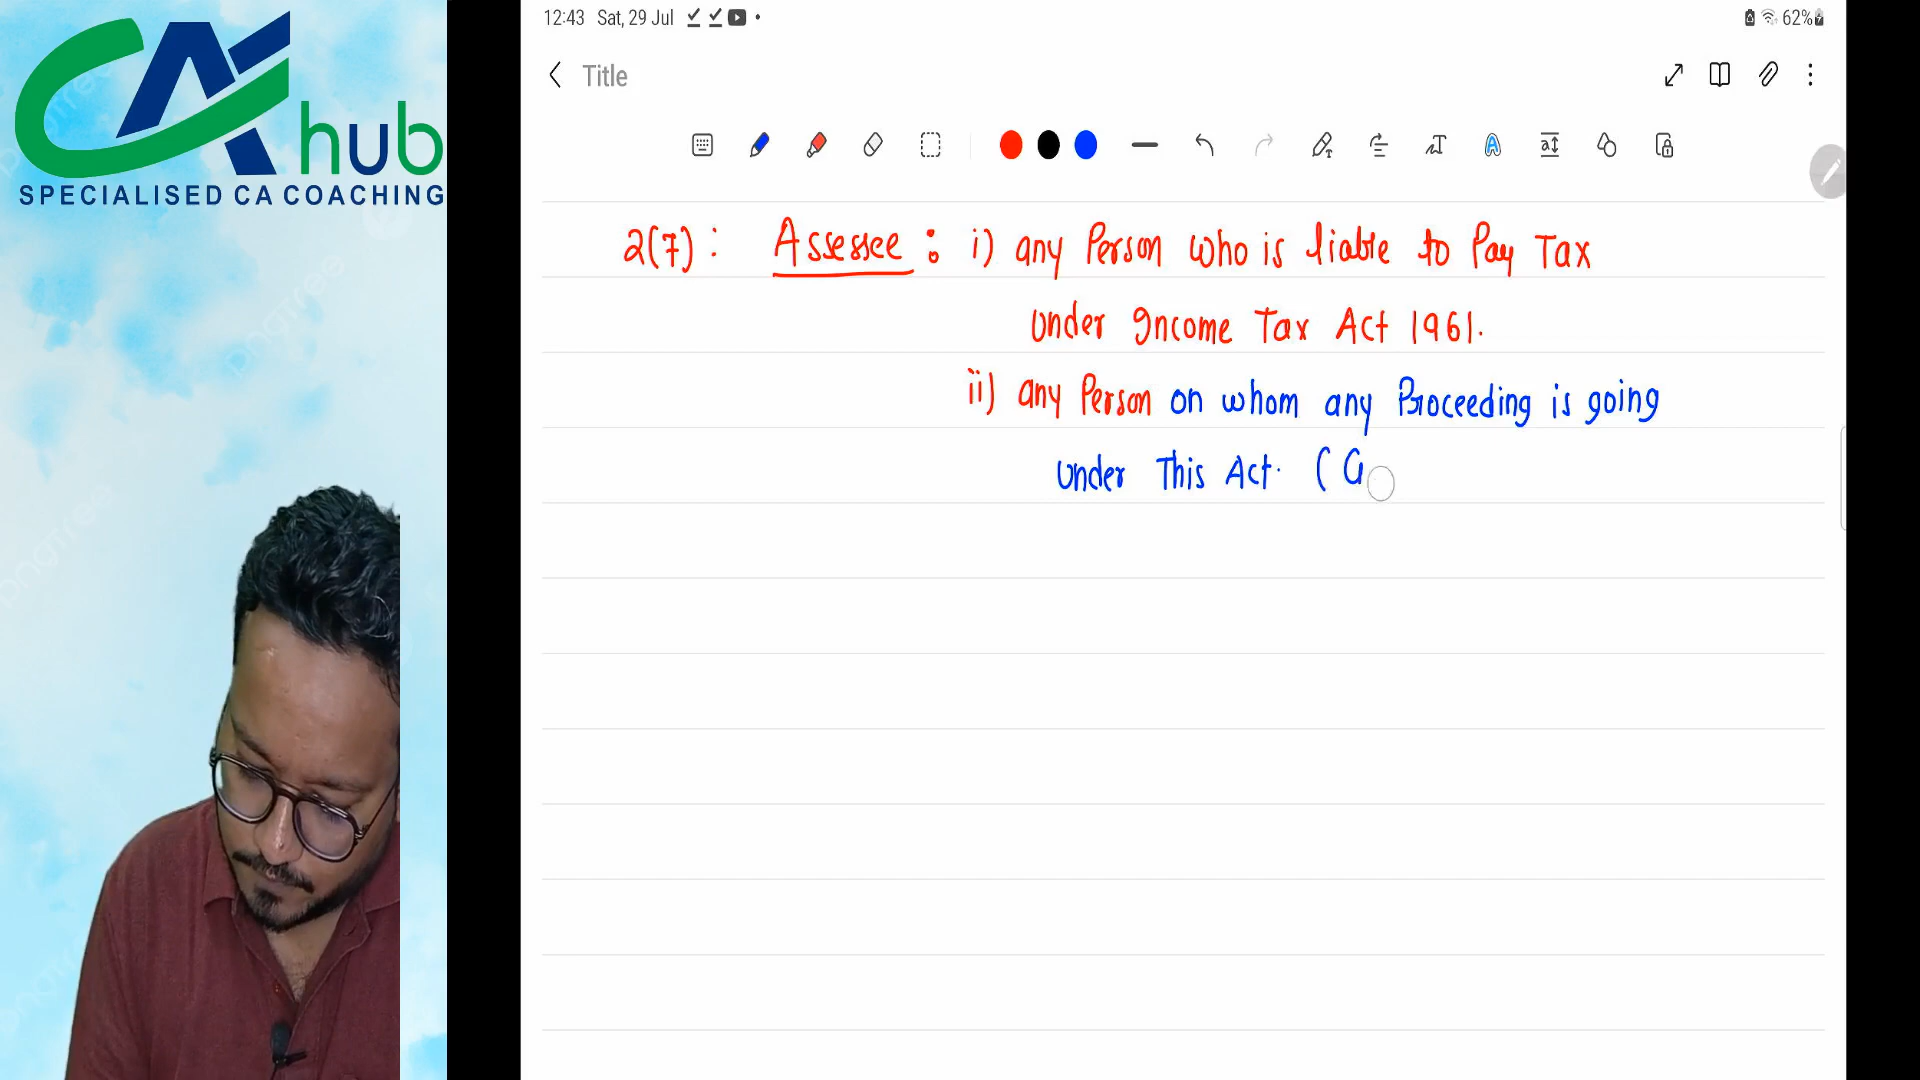 CA hub
SPECIALISED CA COACHING
12:43 Sat, 29 Jul
62%
Title
2(7) : Assessee : i) any Person who is liable to Pay Tax
under Income Tax Act 1961.
ii) any Person on whom any Proceeding is going
under This Act. (